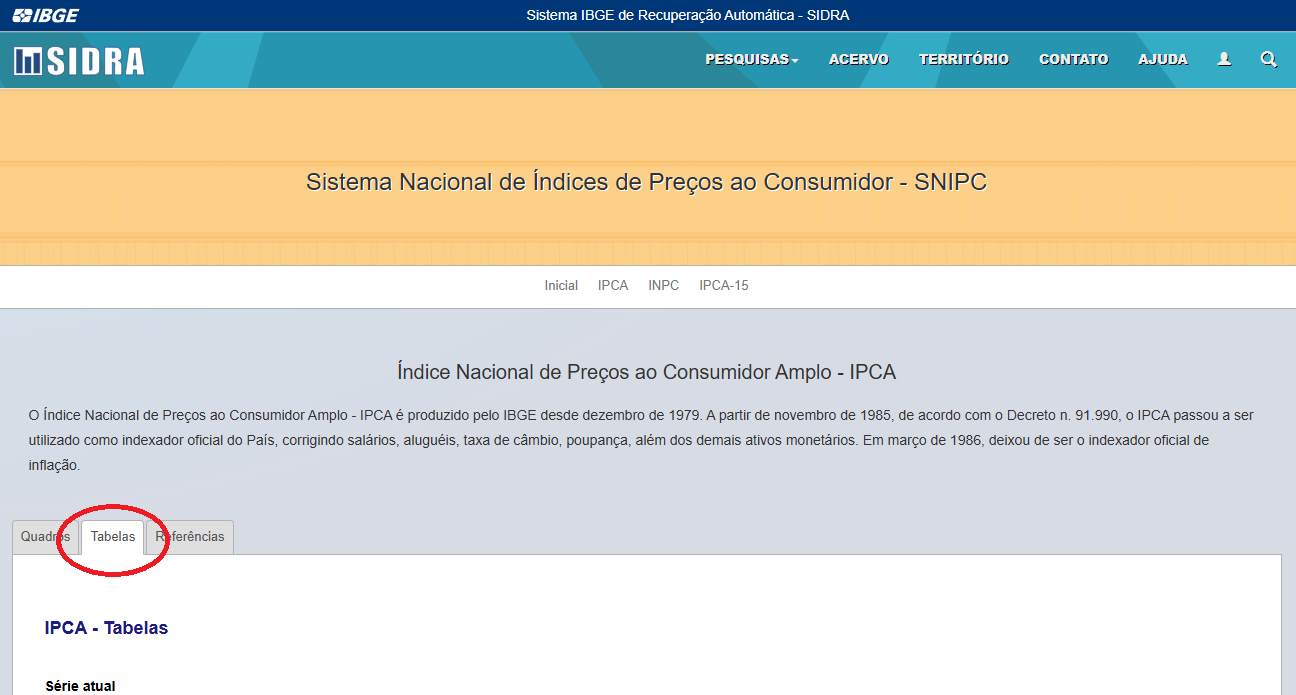 IBGE
Sistema IBGE de Recuperação Automática - SIDRA
SIDRA
PESQUISAS
ACERVO
TERRITÓRIO
CONTATO
AJUDA
Sistema Nacional de Índices de Preços ao Consumidor - SNIPC
Inicial
IPCA
INPC
IPCA-15
Índice Nacional de Preços ao Consumidor Amplo - IPCA
O Índice Nacional de Preços ao Consumidor Amplo - IPCA é produzido pelo IBGE desde dezembro de 1979. A partir de novembro de 1985, de acordo com o Decreto n. 91.990, o IPCA passou a ser
utilizado como indexador oficial do País, corrigindo salários, aluguéis, taxa de câmbio, poupança, além dos demais ativos monetários. Em março de 1986, deixou de ser o indexador oficial de
inflação.
Quadros
Tabelas
Referências
IPCA - Tabelas
Série atual